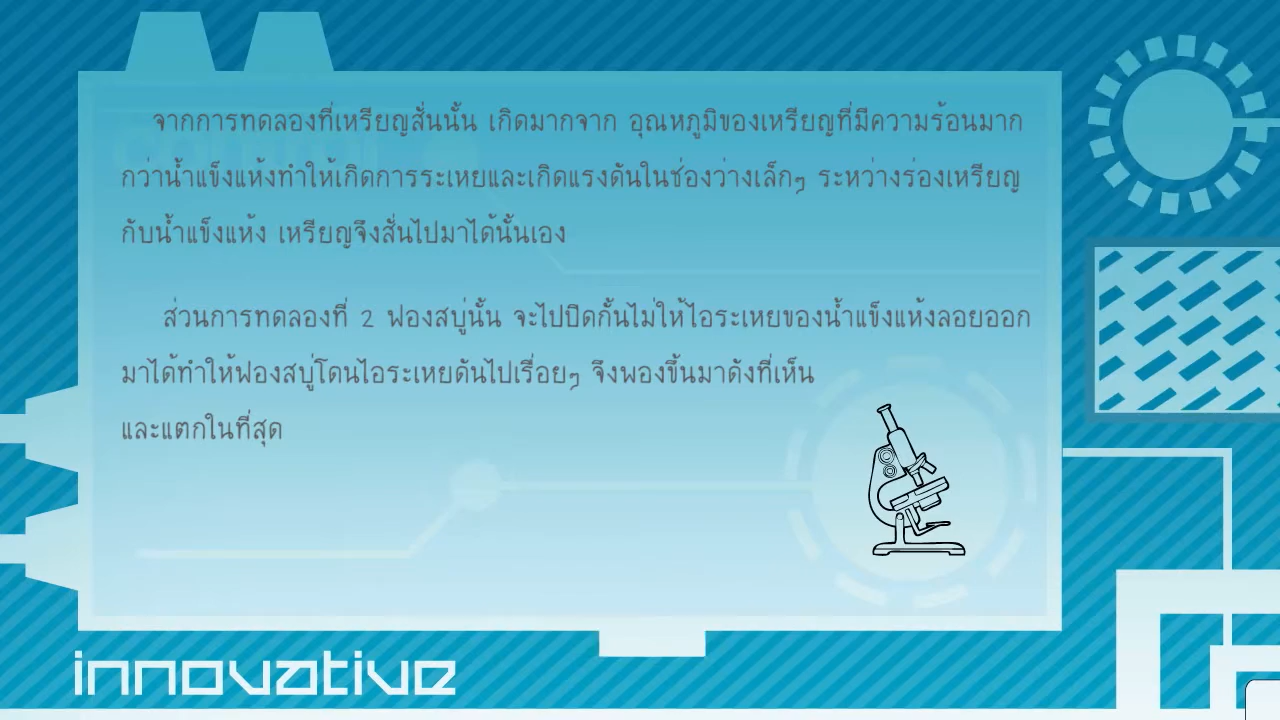 จากการทดลองที่เหรียญสั่นนั้น เกิดมากจาก อุณหภูมิของเหรียญที่มีความร้อนมาก
กว่าน้ำแข็งแห้งทำให้เกิดการระเหยและเกิดแรงดันในช่องว่างเล็กๆ ระหว่างร่องเหรียญ
กับน้ำแข็งแห้ง เหรียญจึงสั่นไปมาได้นั้นเอง
ส่วนการทดลองที่ 2 ฟองสบู่นั้น จะไปปิดกั้นไม่ให้ไอระเหยของน้ำแข็งแห้งลอยออก
มาได้ทำให้ฟองสบู่โดนไอระเหยดันไปเรื่อยๆ จึงพองขึ้นมาดังที่เห็น
และแตกในที่สุด
innovative